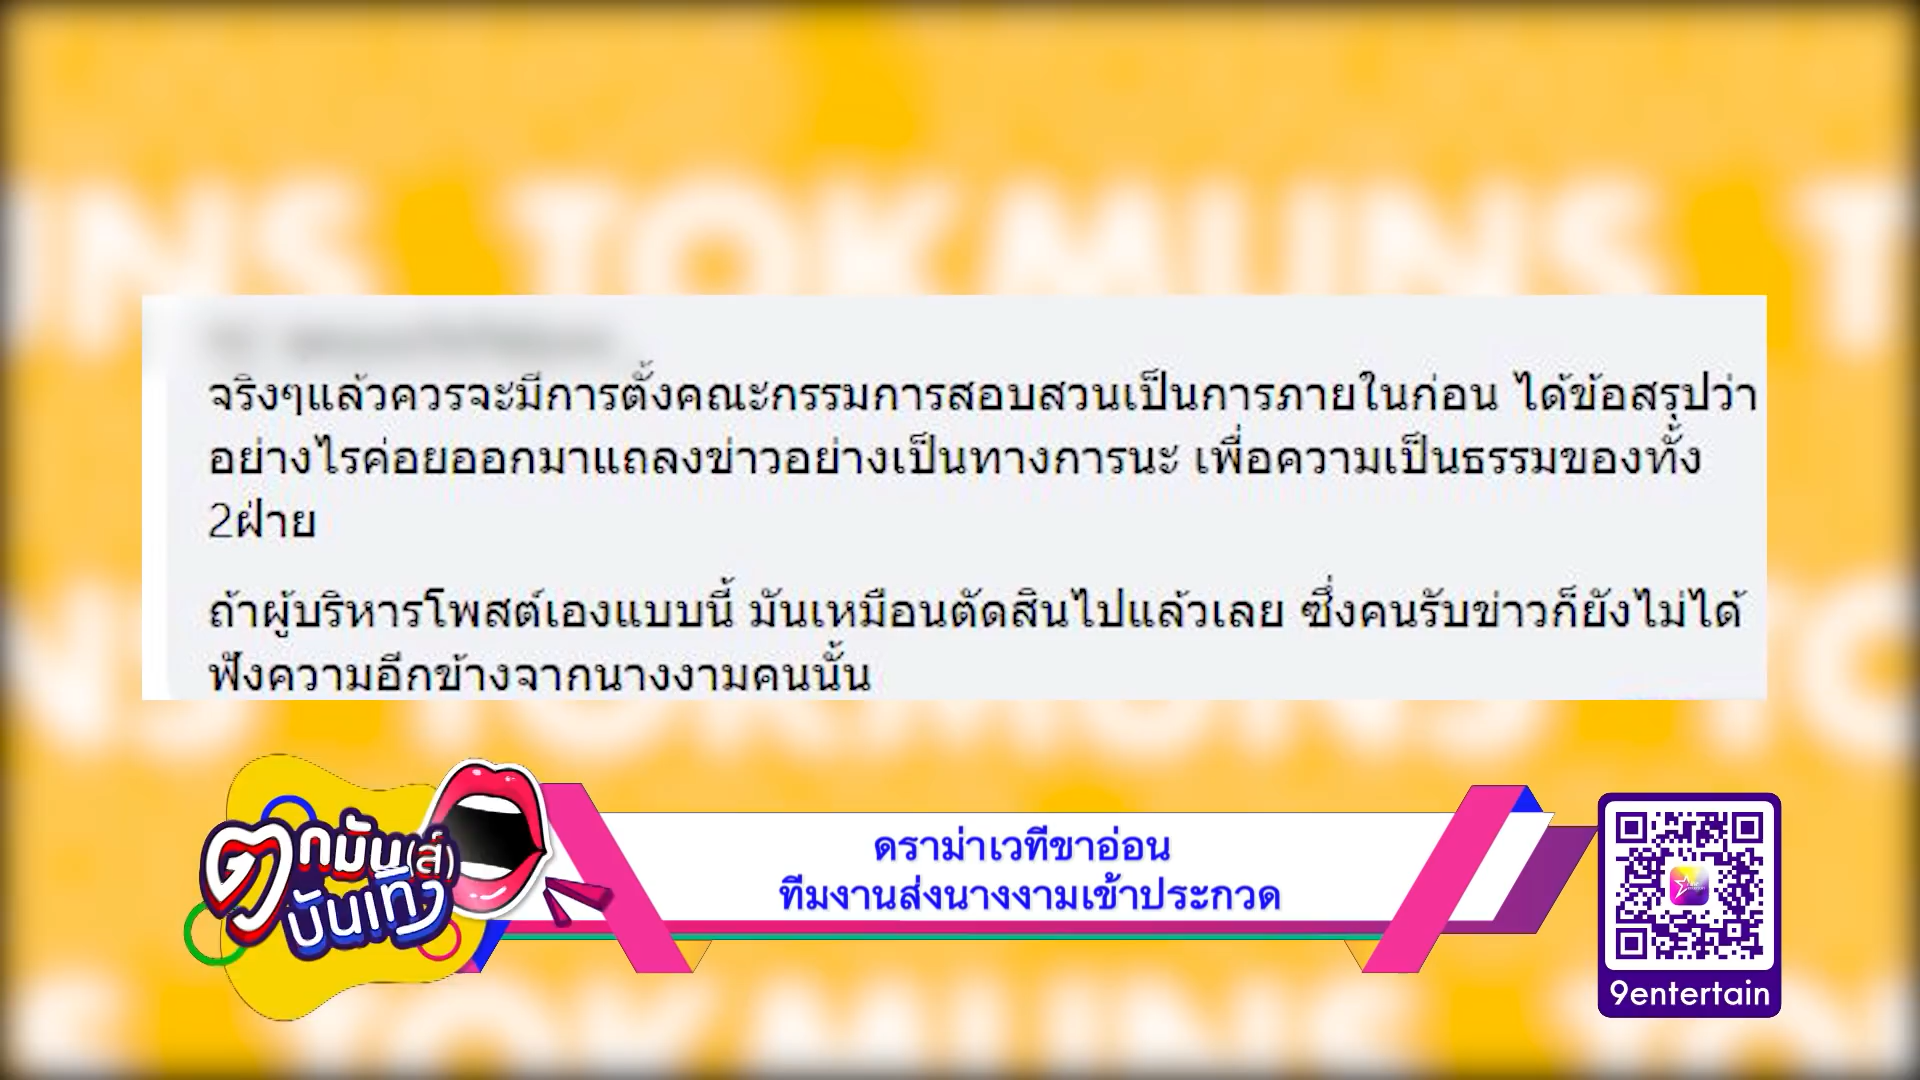 UNS TOKMUNS T
จริงๆแล้วควรจะมีการตั้งคณะกรรมการสอบสวนเป็นการภายในก่อน ได้ข้อสรุปว่า
อย่างไรค่อยออกมาแถลงข่าวอย่างเป็นทางการนะ เพื่อความเป็นธรรมของทั้ง
2ฝ่าย
ถ้าผู้บริหารโพสต์เองแบบนี้ มันเหมือนตัดสินไปแล้วเลย ซึ่งคนรับข่าวก็ยังไม่ได้
ฟังความอีกข้างจากนางงามคนนั้น
ตกมัน(ส์)
บันเทิง
ดราม่าเวทีขาอ่อน
ทีมงานส่งนางงามเข้าประกวด
9entertain